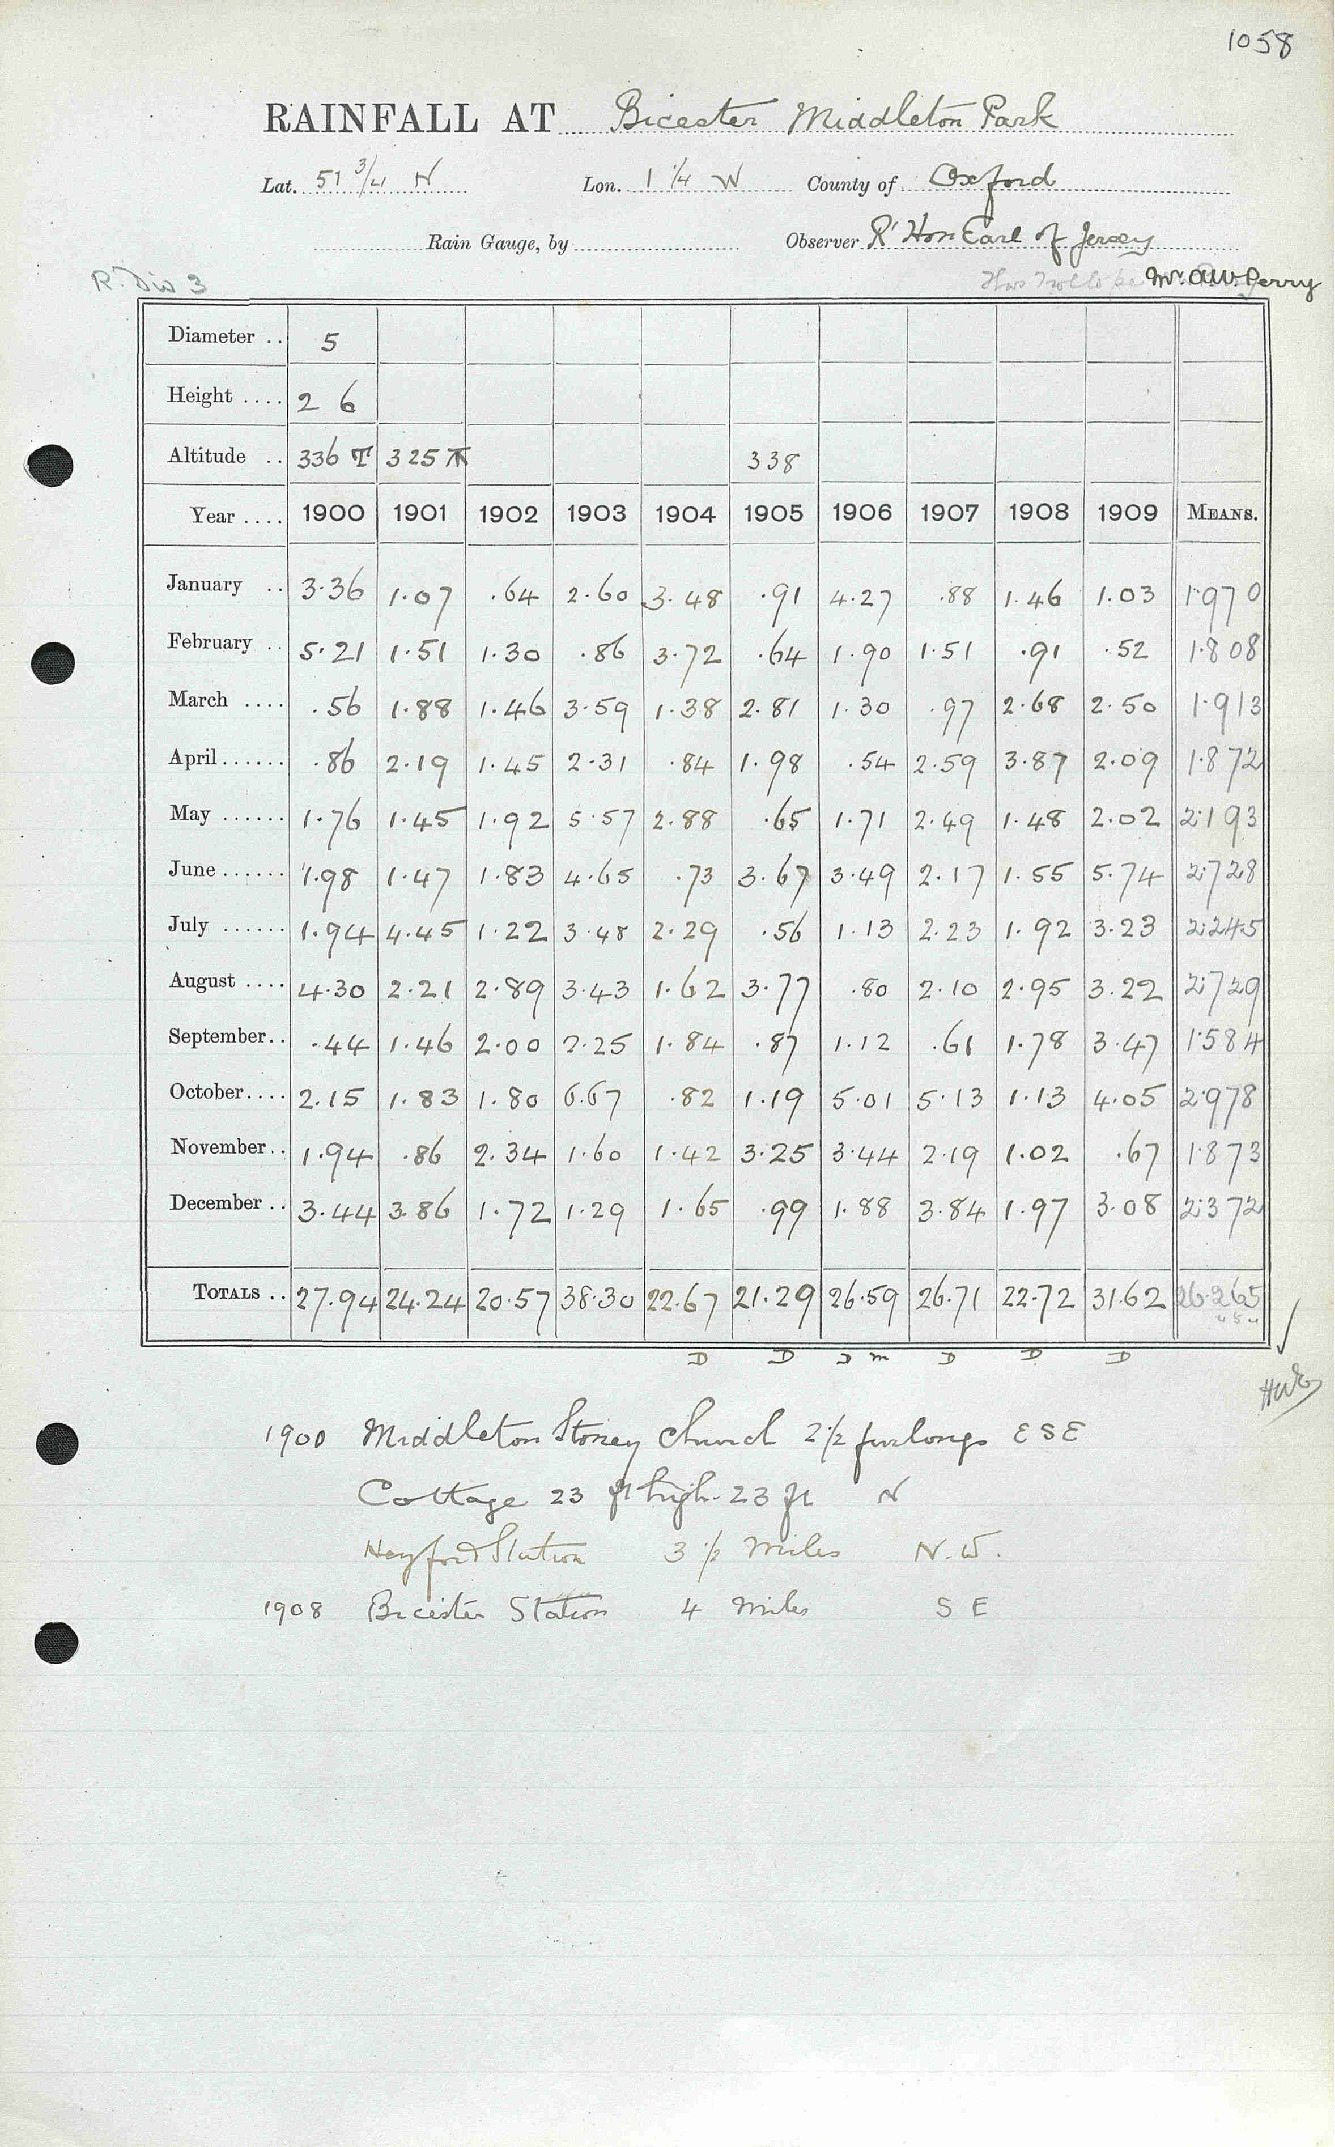 1058
RAINFALL AT Bicester Middleton Park
Lat. 51 3/4 N Lon. 1 1/4 W County of Oxford
Rain Gauge, by Observer Rt Hon Earl of Jersey
R. Div 3 Mr. A.W. Perry
Diameter .. 5
Height .... 2 6
Altitude .. 336 T 325 T 338
Year .... 1900 1901 1902 1903 1904 1905 1906 1907 1908 1909 MEANS.
January .. 3.36 1.07 .64 2.60 3.48 .91 4.27 .88 1.46 1.03 1.970
February .. 5.21 1.51 1.30 .86 3.72 .64 1.90 1.51 .91 .52 1.808
March .... .56 1.88 1.46 3.59 1.38 2.81 1.30 .97 2.68 2.50 1.913
April ...... .86 2.19 1.45 2.31 .84 1.98 .54 2.59 3.87 2.09 1.872
May ...... 1.76 1.45 1.92 5.57 2.88 .65 1.71 2.49 1.48 2.02 2.193
June ...... 1.98 1.47 1.83 4.65 .73 3.67 3.49 2.17 1.55 5.74 2.728
July ...... 1.94 4.45 1.22 3.48 2.29 .56 1.13 2.23 1.92 3.23 2.245
August .... 4.30 2.21 2.89 3.43 1.62 3.77 .80 2.10 2.95 3.22 2.729
September .. .44 1.46 2.00 2.25 1.84 .87 1.12 .61 1.78 3.47 1.584
October .... 2.15 1.83 1.80 6.67 .82 1.19 5.01 5.13 1.13 4.05 2.978
November .. 1.94 .86 2.34 1.60 1.42 3.25 3.44 2.19 1.02 .67 1.873
December .. 3.44 3.86 1.72 1.29 1.65 .99 1.88 3.84 1.97 3.08 2.372
TOTALS .. 27.94 24.24 20.57 38.30 22.67 21.29 26.59 26.71 22.72 31.62 26.265
D D D m D D D
1900 Middleton Stoney Church 2 1/2 furlongs E S E
Cottage 23 ft high. 23 ft N
Heyford Station 3 1/2 Miles N.W.
1908 Bicester Station 4 Miles S E